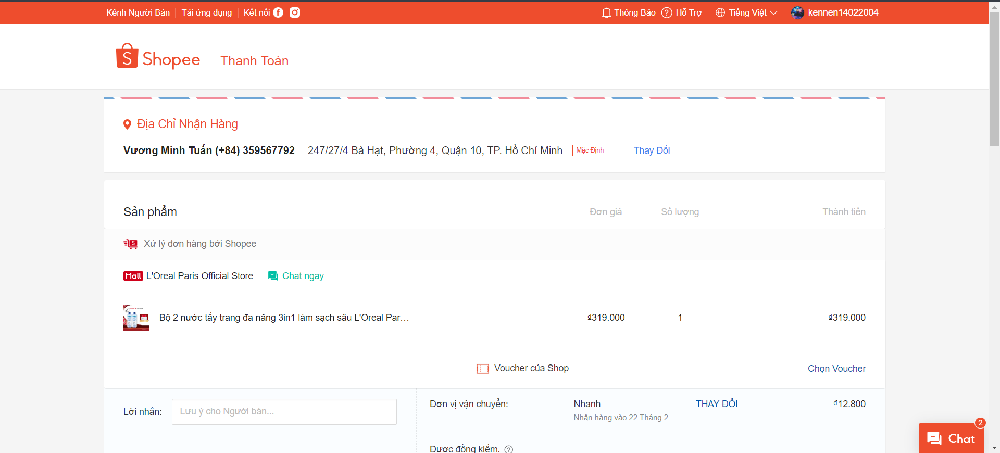 Kênh Người Bán Tải ứng dụng Kết nối Thông Báo Hỗ Trợ Tiếng Việt kennen14022004
Shopee Thanh Toán
Địa Chỉ Nhận Hàng
Vương Minh Tuấn (+84) 359567792 247/27/4 Bà Hạt, Phường 4, Quận 10, TP. Hồ Chí Minh Mặc Định Thay Đổi
Sản phẩm Đơn giá Số lượng Thành tiền
Xử lý đơn hàng bởi Shopee
Mall L'Oreal Paris Official Store Chat ngay
Bộ 2 nước tẩy trang đa năng 3in1 làm sạch sâu L'Oreal Par... ₫319.000 1 ₫319.000
Voucher của Shop Chọn Voucher
Lời nhắn: Lưu ý cho Người bán...
Đơn vị vận chuyển: Nhanh THAY ĐỔI ₫12.800
Nhận hàng vào 22 Tháng 2
Được đồng kiểm.
2
Chat